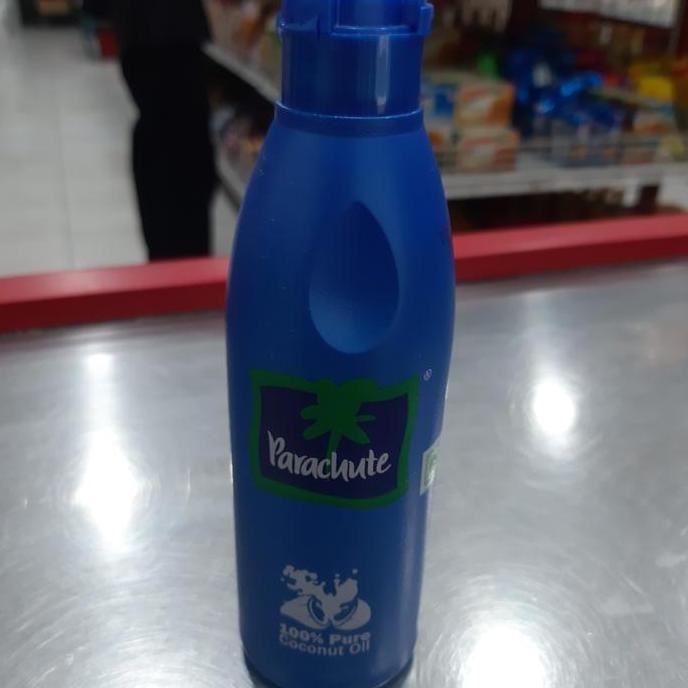 ®
Parachute
100% Pure
Coconut Oil